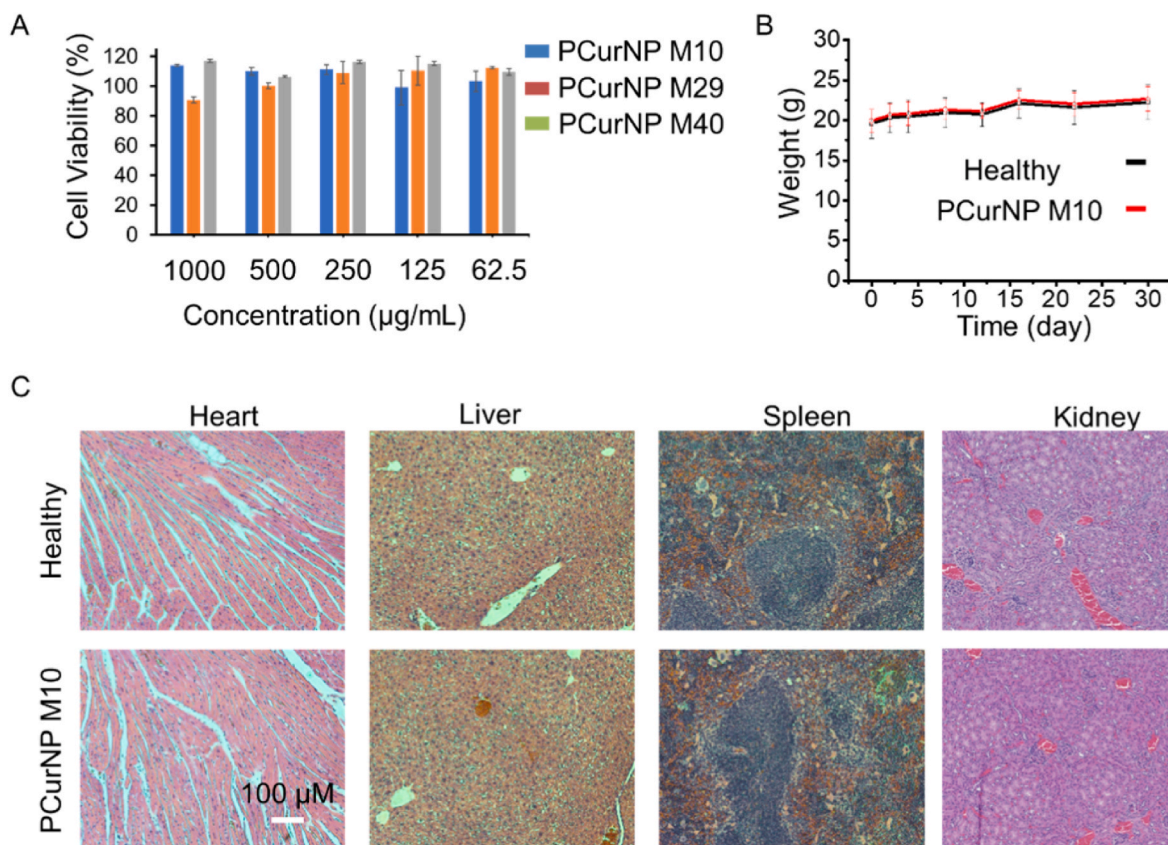 A
Cell Viability (%)
120
100
80
60
40
20
0
1000 500 250 125 62.5
Concentration (µg/mL)
PCurNP M10
PCurNP M29
PCurNP M40
B
Weight (g)
30
25
20
15
10
5
0
0 5 10 15 20 25 30
Time (day)
Healthy
PCurNP M10
C
Heart Liver Spleen Kidney
Healthy
PCurNP M10
100 µM